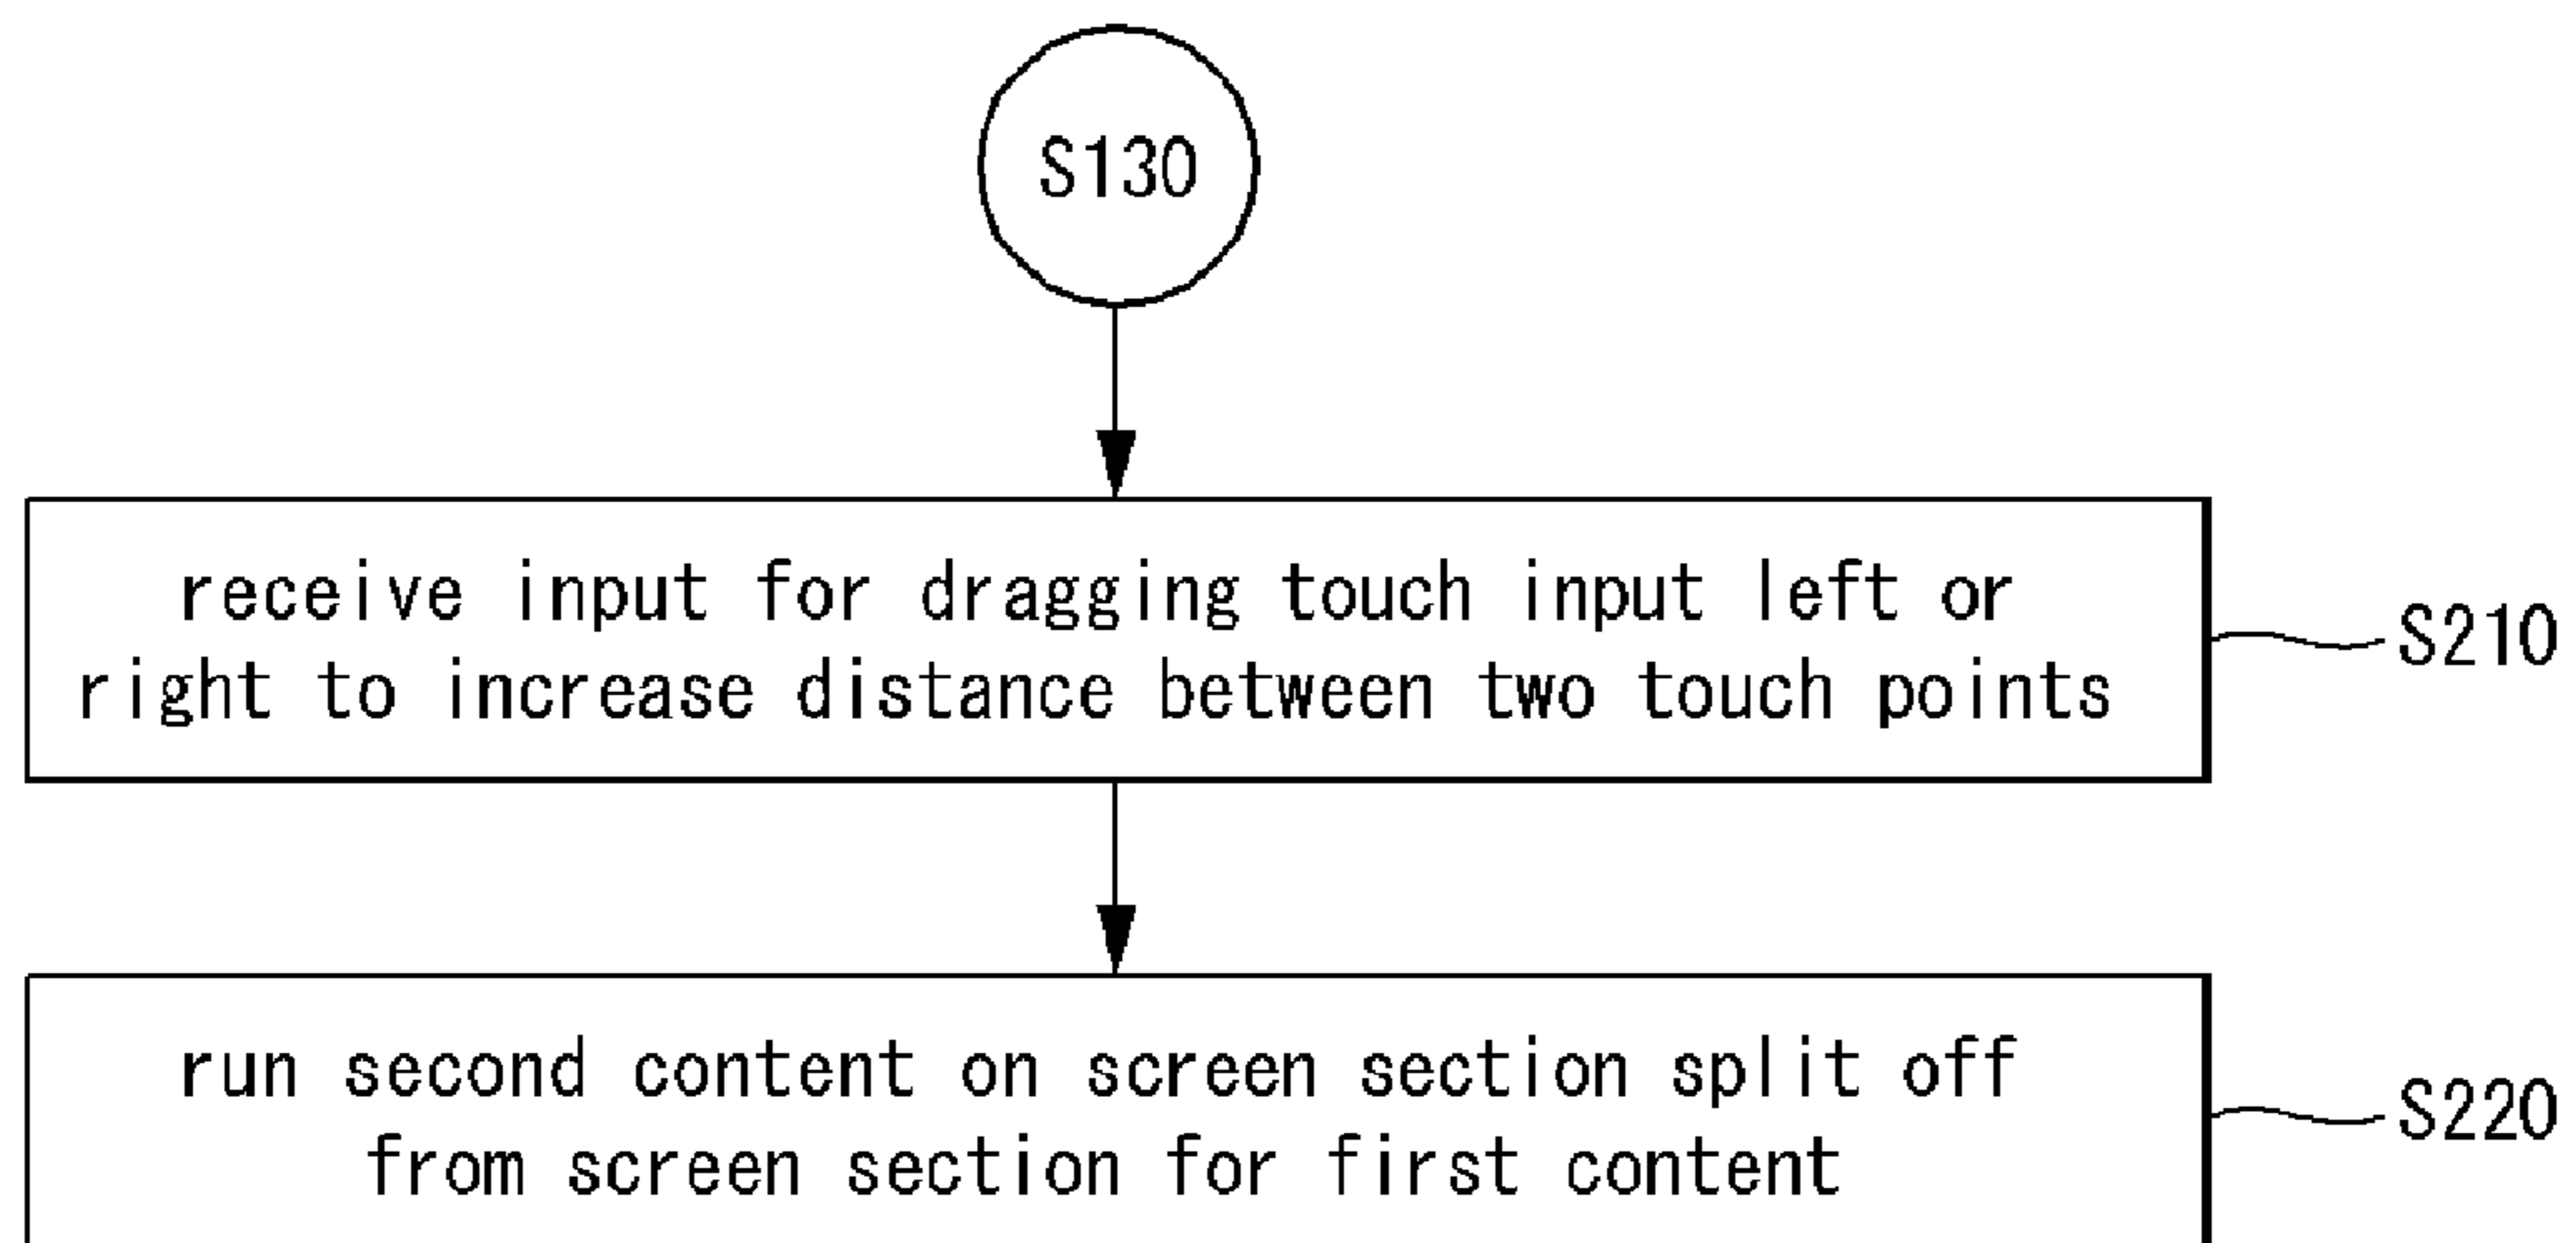 S130
receive input for dragging touch input left or
right to increase distance between two touch points
S210
run second content on screen section split off
from screen section for first content
S220